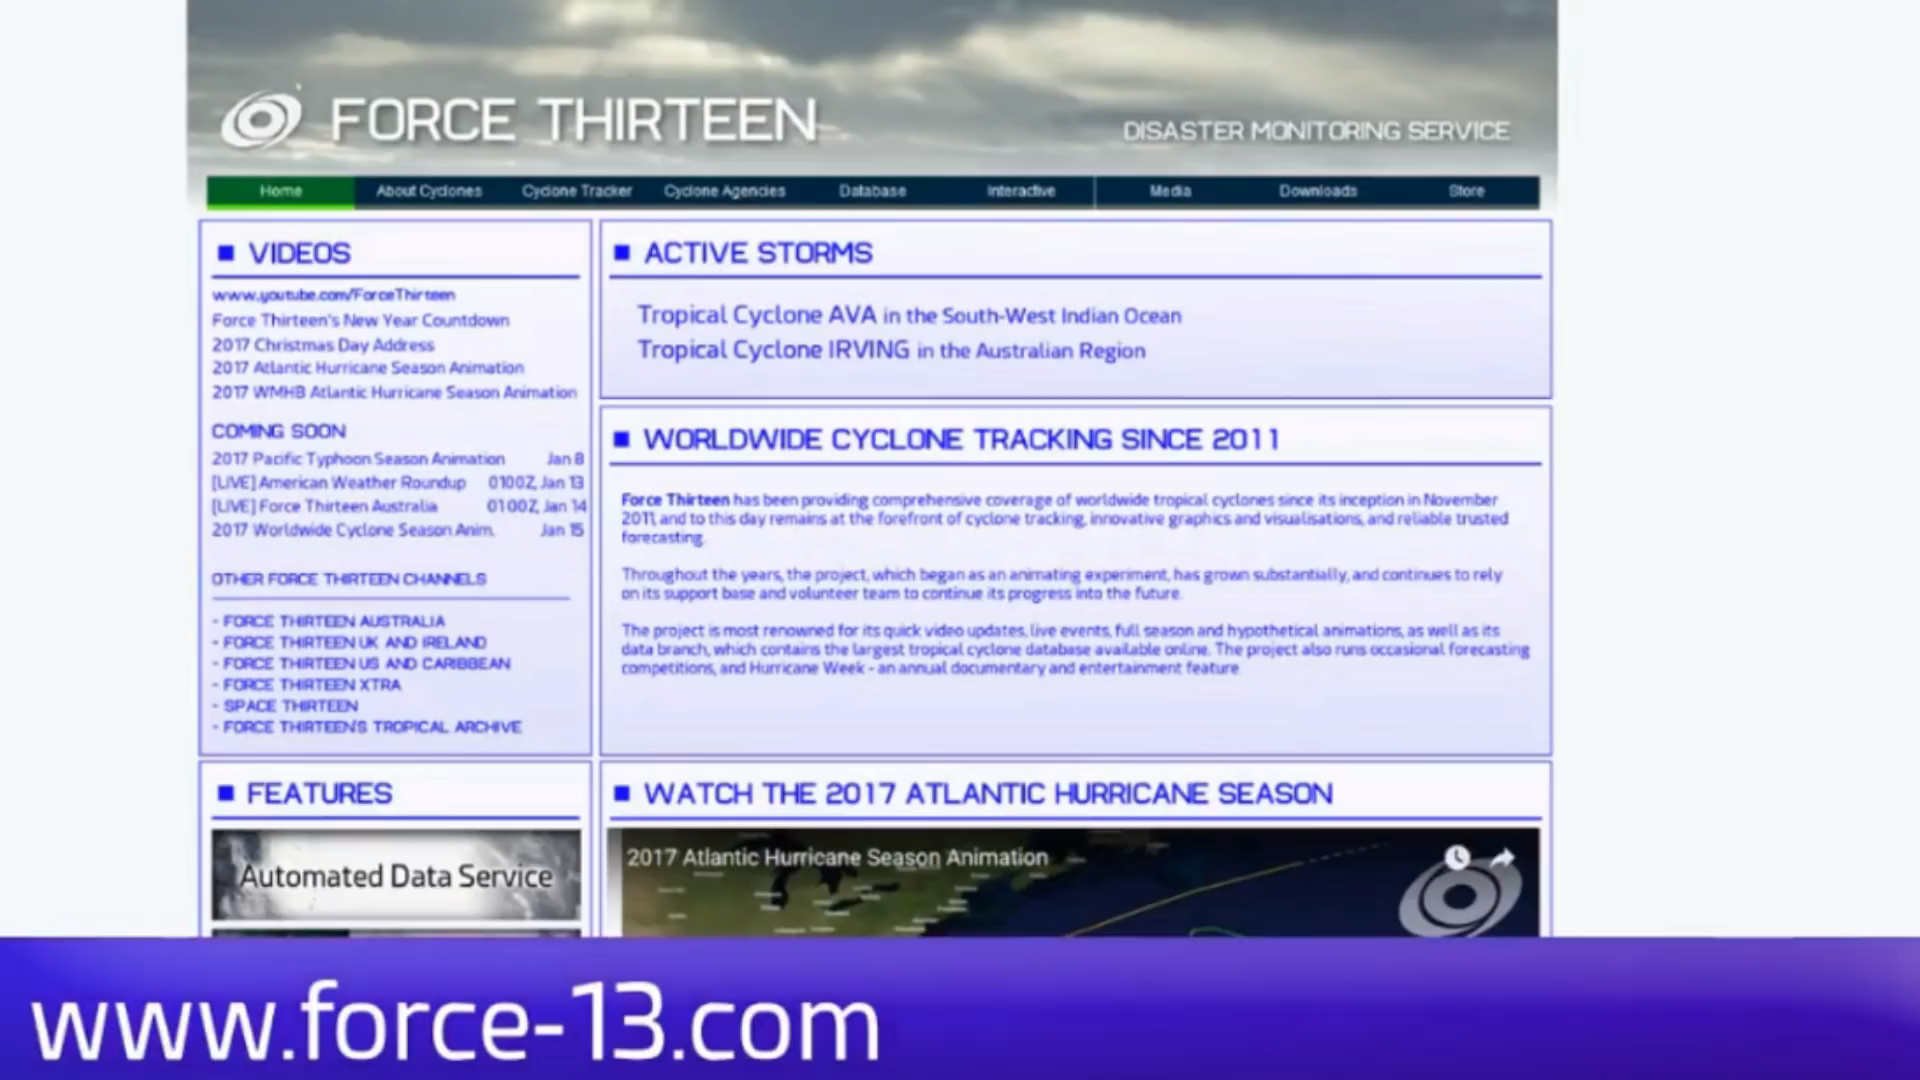 FORCE THIRTEEN
DISASTER MONITORING SERVICE
Home About Cyclones Cyclone Tracker Cyclone Agencies Database Interactive Media Downloads Store
VIDEOS
www.youtube.com/ForceThirteen
Force Thirteen's New Year Countdown
2017 Christmas Day Address
2017 Atlantic Hurricane Season Animation
2017 WMHB Atlantic Hurricane Season Animation
COMING SOON
2017 Pacific Typhoon Season Animation Jan 8
[LIVE] American Weather Roundup 0100Z, Jan 13
[LIVE] Force Thirteen Australia 0100Z, Jan 14
2017 Worldwide Cyclone Season Anim. Jan 15
OTHER FORCE THIRTEEN CHANNELS
- FORCE THIRTEEN AUSTRALIA
- FORCE THIRTEEN UK AND IRELAND
- FORCE THIRTEEN US AND CARIBBEAN
- FORCE THIRTEEN XTRA
- SPACE THIRTEEN
- FORCE THIRTEEN'S TROPICAL ARCHIVE
ACTIVE STORMS
Tropical Cyclone AVA in the South-West Indian Ocean
Tropical Cyclone IRVING in the Australian Region
WORLDWIDE CYCLONE TRACKING SINCE 2011
Force Thirteen has been providing comprehensive coverage of worldwide tropical cyclones since its inception in November
2011, and to this day remains at the forefront of cyclone tracking, innovative graphics and visualisations, and reliable trusted
forecasting.
Throughout the years, the project, which began as an animating experiment, has grown substantially, and continues to rely
on its support base and volunteer team to continue its progress into the future.
The project is most renowned for its quick video updates, live events, full season and hypothetical animations, as well as its
data branch, which contains the largest tropical cyclone database available online. The project also runs occasional forecasting
competitions, and Hurricane Week - an annual documentary and entertainment feature.
FEATURES
Automated Data Service
WATCH THE 2017 ATLANTIC HURRICANE SEASON
2017 Atlantic Hurricane Season Animation
www.force-13.com